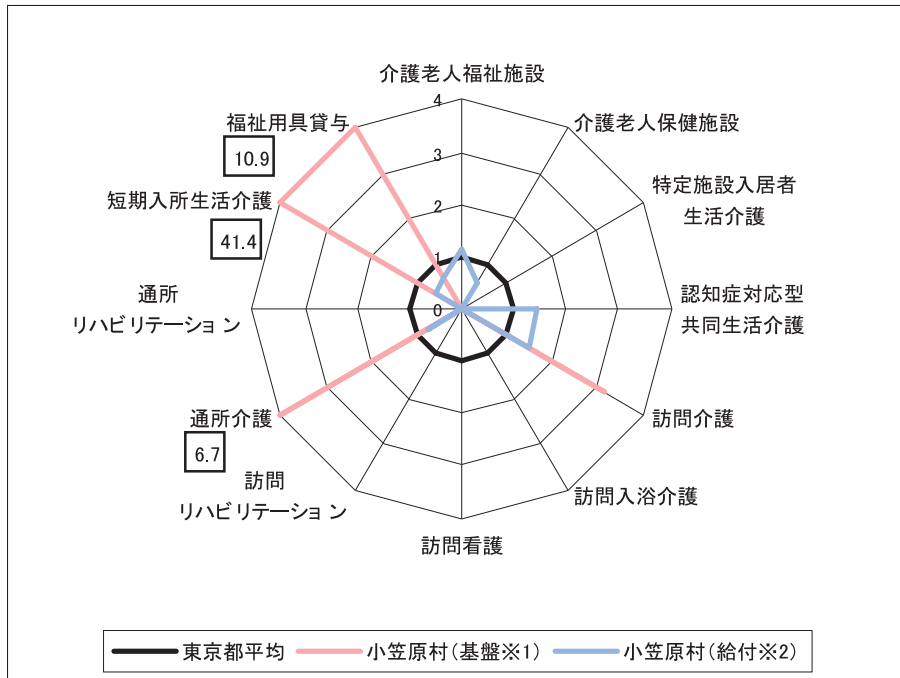 介護老人福祉施設
福祉用具貸与
10.9
介護老人保健施設
短期入所生活介護
41.4
特定施設入居者
生活介護
通所
リハビリテーション
認知症対応型
共同生活介護
通所介護
6.7
訪問介護
訪問
リハビリテーション
訪問入浴介護
訪問看護
4
3
2
1
0
東京都平均
小笠原村(基盤※1)
小笠原村(給付※2)